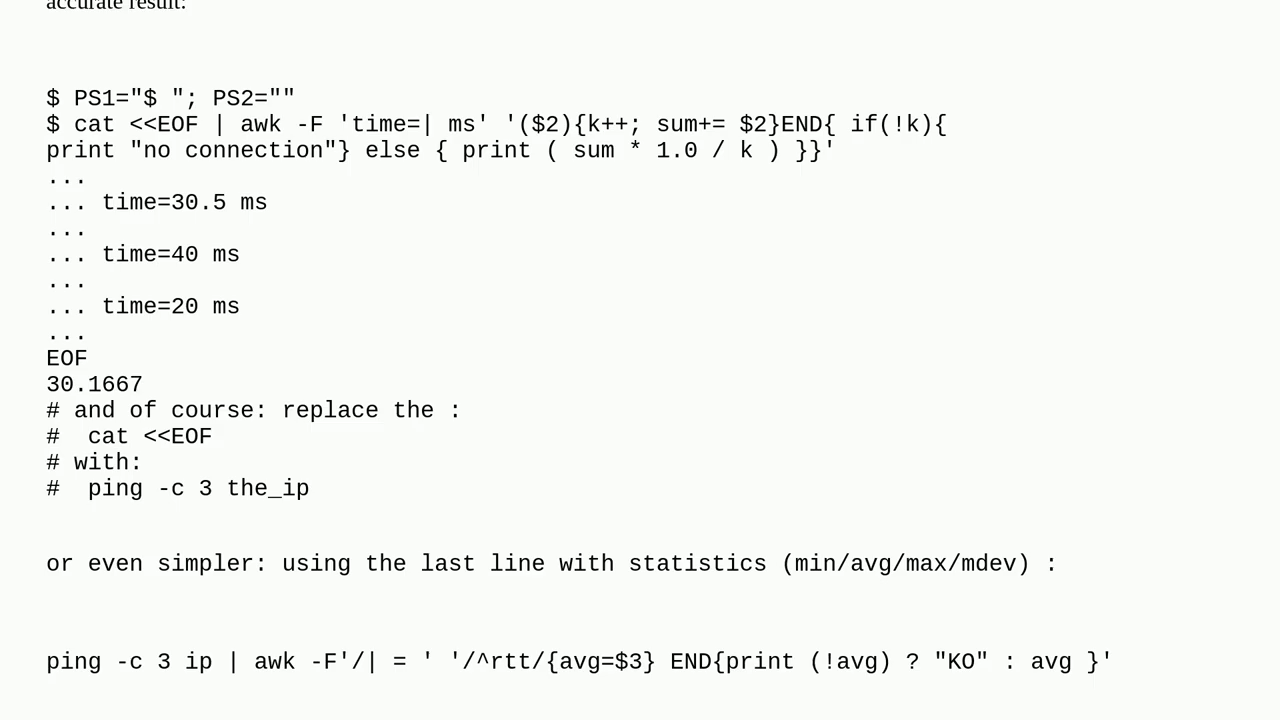 accurate result:
$ PS1="$ "; PS2=""
$ cat <<EOF | awk -F 'time=| ms' '($2){k++; sum+= $2}END{ if(!k){
print "no connection"} else { print ( sum * 1.0 / k ) }}'
...
... time=30.5 ms
...
... time=40 ms
...
... time=20 ms
...
EOF
30.1667
# and of course: replace the :
#  cat <<EOF
# with:
#  ping -c 3 the_ip
or even simpler: using the last line with statistics (min/avg/max/mdev) :
ping -c 3 ip | awk -F'/| = ' '/^rtt/{avg=$3} END{print (!avg) ? "KO" : avg }'